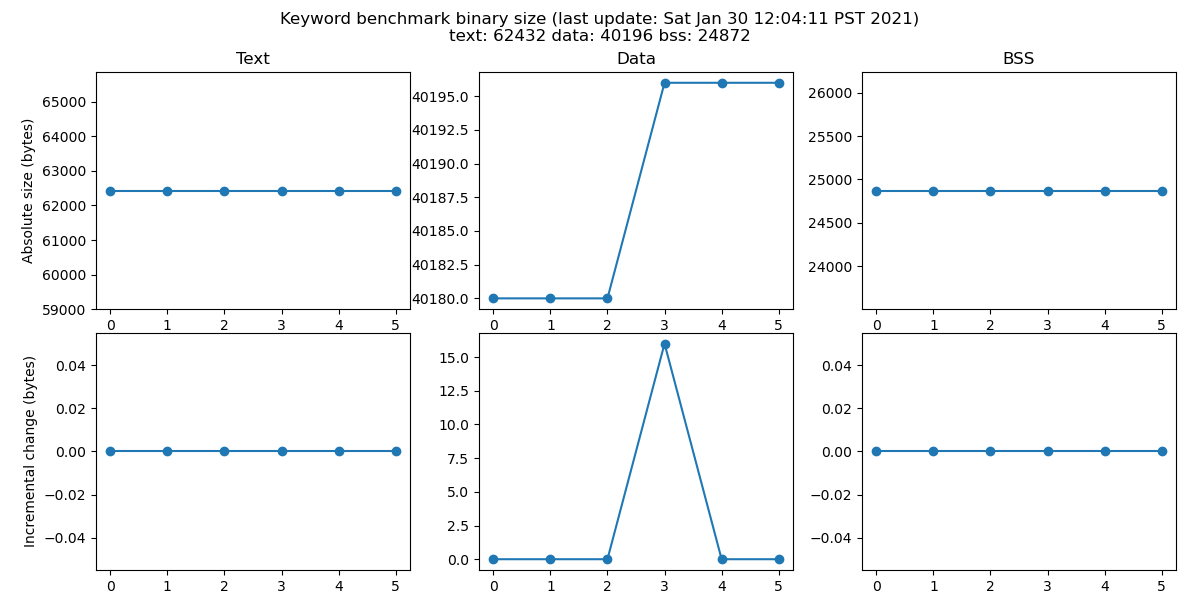 Keyword benchmark binary size (last update: Sat Jan 30 12:04:11 PST 2021)
text: 62432 data: 40196 bss: 24872
Text
Absolute size (bytes)
65000
64000
63000
62000
61000
60000
59000
0 1 2 3 4 5
Data
40195.0
40192.5
40190.0
40187.5
40185.0
40182.5
40180.0
0 1 2 3 4 5
BSS
26000
25500
25000
24500
24000
0 1 2 3 4 5
Incremental change (bytes)
0.04
0.02
0.00
−0.02
−0.04
0 1 2 3 4 5
15.0
12.5
10.0
7.5
5.0
2.5
0.0
0 1 2 3 4 5
0.04
0.02
0.00
−0.02
−0.04
0 1 2 3 4 5